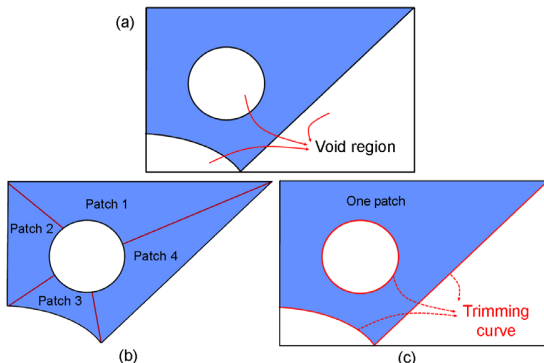 (a)
Void region
Patch 1
Patch 2
Patch 4
Patch 3
(b)
One patch
Trimming
curve
(c)